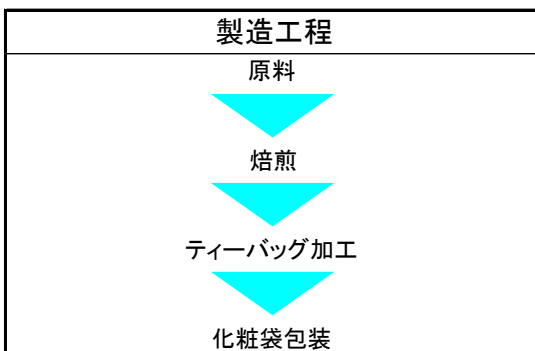 製造工程
原料
焙煎
ティーバッグ加工
化粧袋包装